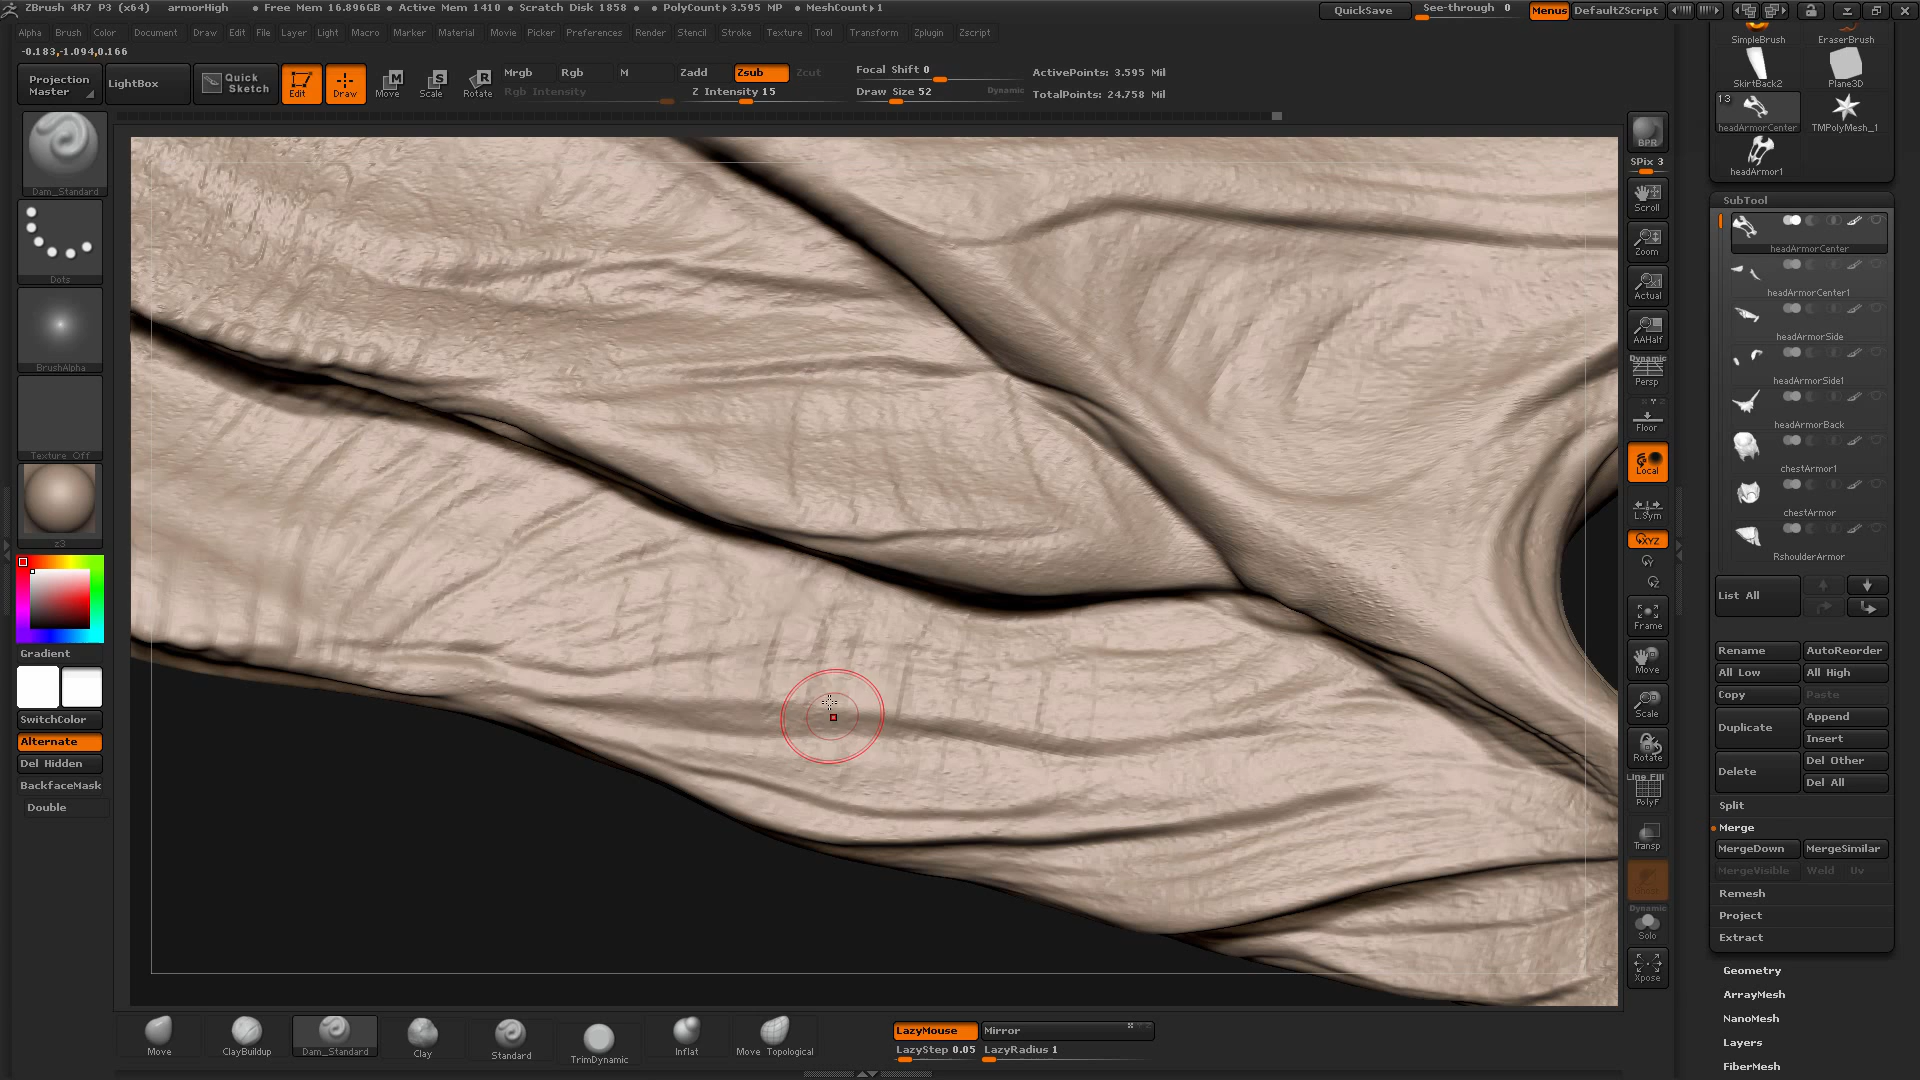 ZBrush 4R7 P3 (x64) armorHigh • Free Mem 16.896GB • Active Mem 1410 • Scratch Disk 1858 • PolyCount▸3.595 MP • MeshCount▸1 QuickSave See-through 0 Menus DefaultZScript
Alpha Brush Color Document Draw Edit File Layer Light Macro Marker Material Movie Picker Preferences Render Stencil Stroke Texture Tool Transform Zplugin Zscript
-0.183,-1.094,0.166
Projection Master
LightBox
Quick Sketch
Edit
Draw
Move
Scale
Rotate
Mrgb Rgb M
Rgb Intensity
Zadd Zsub Zcut
Z Intensity 15
Focal Shift 0
Draw Size 52
Dynamic
ActivePoints: 3.595 Mil
TotalPoints: 24.758 Mil
Dam_Standard
Dots
BrushAlpha
Texture Off
z3
Gradient
SwitchColor
Alternate
Del Hidden
BackfaceMask
Double
BPR
SPix 3
Scroll
Zoom
Actual
AAHalf
Dynamic
Persp
Floor
Local
L.Sym
XYZ
Y
Z
Frame
Move
Scale
Rotate
Line Fill
PolyF
Transp
Dynamic
Solo
Xpose
SimpleBrush EraserBrush
SkirtBack2 Plane3D
13
headArmorCenter TMPolyMesh_1
headArmor1
SubTool
headArmorCenter
headArmorCenter1
headArmorSide
headArmorSide1
headArmorBack
chestArmor1
chestArmor
RshoulderArmor
List All
Rename AutoReorder
All Low All High
Copy Paste
Duplicate Append
Insert
Delete Del Other
Del All
Split
Merge
MergeDown MergeSimilar
MergeVisible Weld Uv
Remesh
Project
Extract
Geometry
ArrayMesh
NanoMesh
Layers
FiberMesh
Move ClayBuildup Dam_Standard Clay Standard TrimDynamic Inflat Move Topological
LazyMouse Mirror
LazyStep 0.05 LazyRadius 1